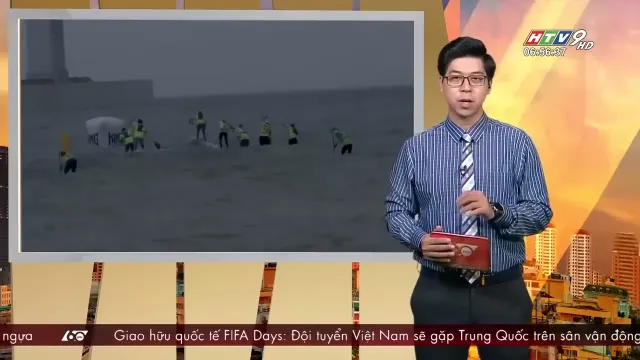 HTV9 HD
06:56:37
ngựa 60 Giao hữu quốc tế FIFA Days: Đội tuyển Việt Nam sẽ gặp Trung Quốc trên sân vận động